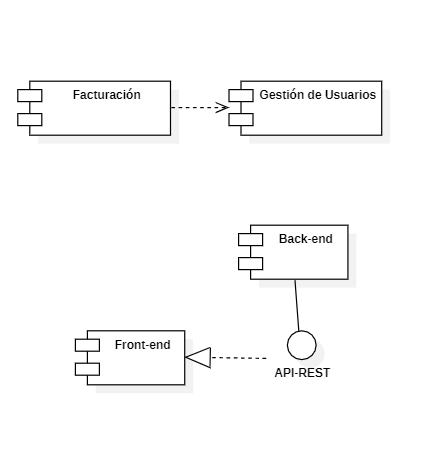 Facturación
Gestión de Usuarios
Back-end
Front-end
API-REST